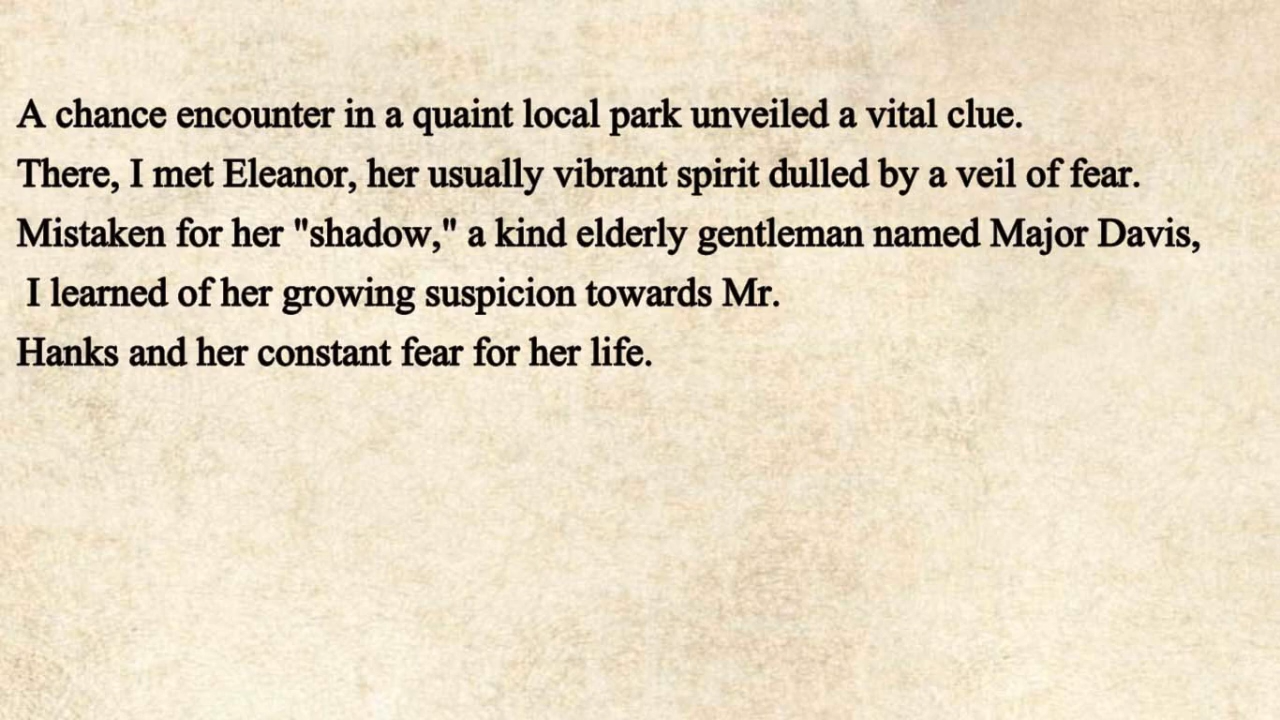 A chance encounter in a quaint local park unveiled a vital clue.
There, I met Eleanor, her usually vibrant spirit dulled by a veil of fear.
Mistaken for her "shadow," a kind elderly gentleman named Major Davis,
I learned of her growing suspicion towards Mr.
Hanks and her constant fear for her life.